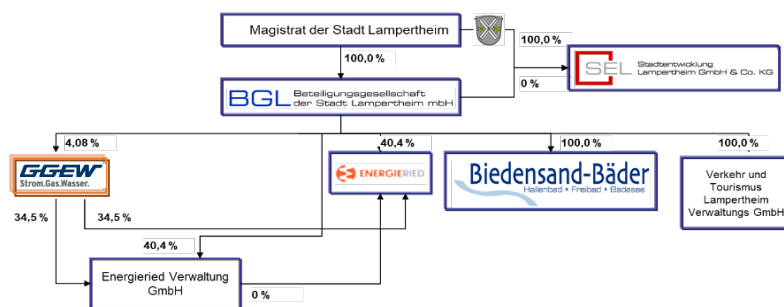 Magistrat der Stadt Lampertheim
100,0 %
100,0 %
SEL Stadtentwicklung
Lampertheim GmbH & Co. KG
BGL Beteiligungsgesellschaft
der Stadt Lampertheim mbH
0 %
4,08 %
40,4 %
100,0 %
100,0 %
GGEW
Strom.Gas.Wasser.
ENERGIERIED
Biedensand-Bäder
Hallenbad • Freibad • Badesee
Verkehr und
Tourismus
Lampertheim
Verwaltungs GmbH
34,5 %
34,5 %
40,4 %
Energieried Verwaltung
GmbH
0 %